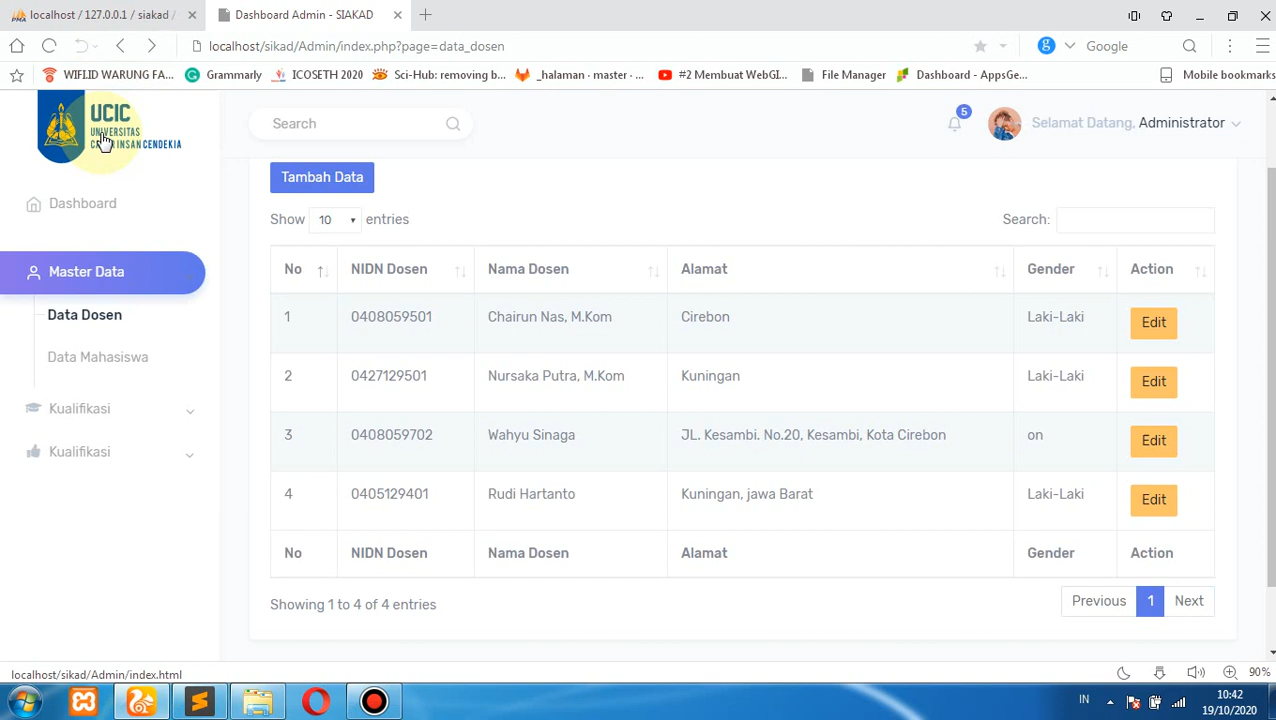 localhost / 127.0.0.1 / siakad /
Dashboard Admin - SIAKAD
localhost/sikad/Admin/index.php?page=data_dosen
Google
WIFI.ID WARUNG FA...
Grammarly
ICOSETH 2020
Sci-Hub: removing b...
_halaman · master · ...
#2 Membuat WebGI...
File Manager
Dashboard - AppsGe...
Mobile bookmarks
UCIC
UNIVERSITAS
CENDEKIA
Search
5
Selamat Datang, Administrator
Dashboard
Master Data
Data Dosen
Data Mahasiswa
Kualifikasi
Kualifikasi
Tambah Data
Show 10 entries
Search:
No NIDN Dosen Nama Dosen Alamat Gender Action
1 0408059501 Chairun Nas, M.Kom Cirebon Laki-Laki Edit
2 0427129501 Nursaka Putra, M.Kom Kuningan Laki-Laki Edit
3 0408059702 Wahyu Sinaga JL. Kesambi. No.20, Kesambi, Kota Cirebon on Edit
4 0405129401 Rudi Hartanto Kuningan, jawa Barat Laki-Laki Edit
No NIDN Dosen Nama Dosen Alamat Gender Action
Showing 1 to 4 of 4 entries
Previous 1 Next
localhost/sikad/Admin/index.html
90%
IN
10:42
19/10/2020